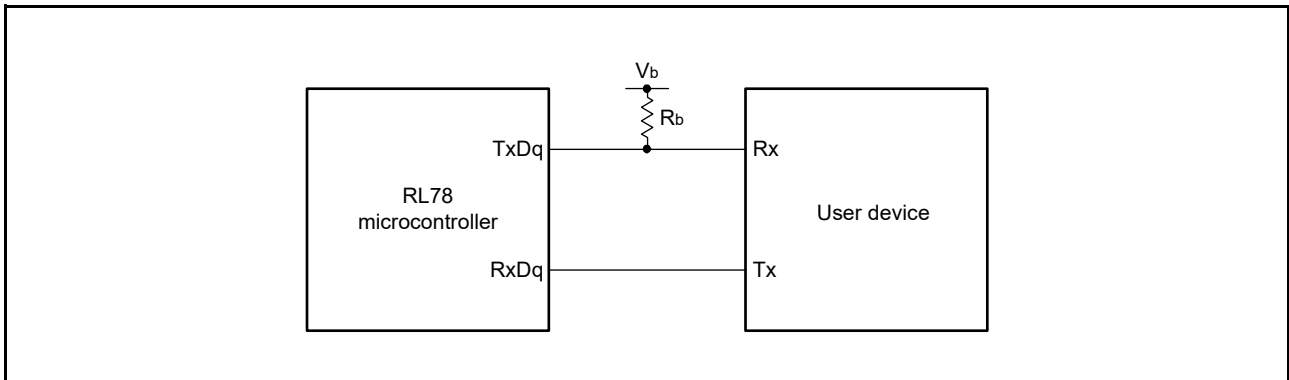 Vb
Rb
TxDq
Rx
RL78
microcontroller
User device
RxDq
Tx